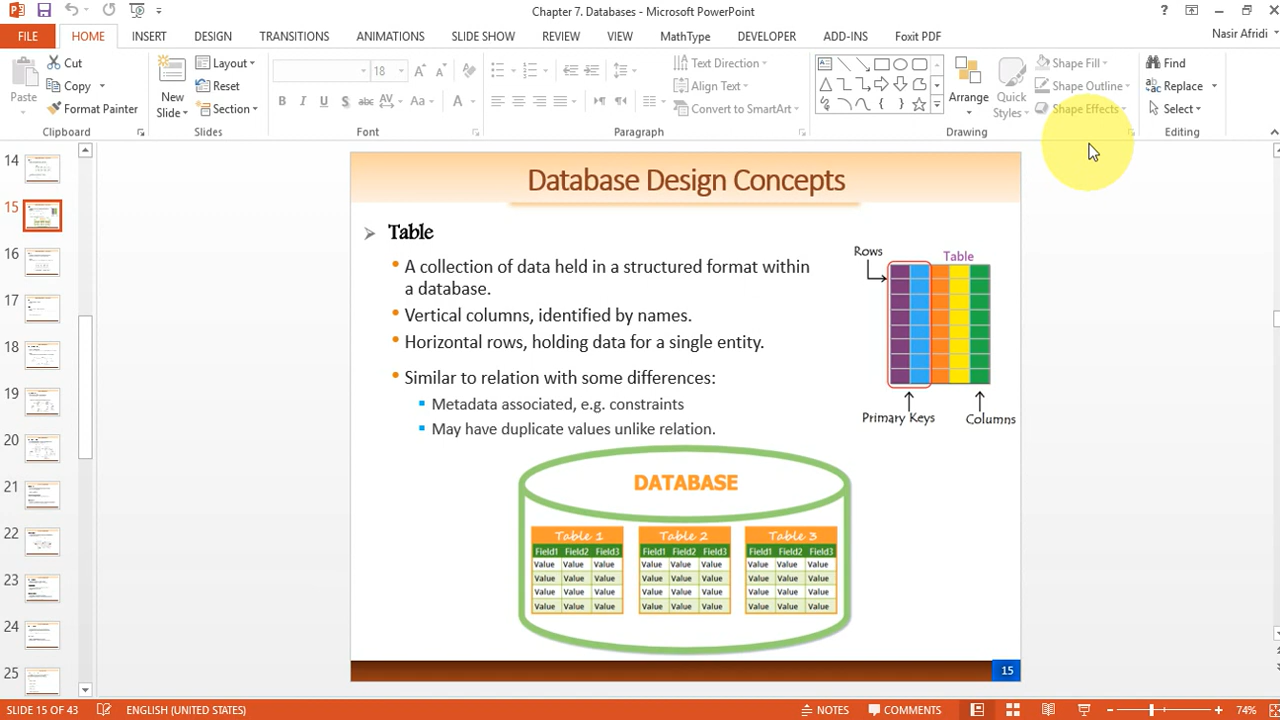 Chapter 7. Databases - Microsoft PowerPoint
?
FILE HOME INSERT DESIGN TRANSITIONS ANIMATIONS SLIDE SHOW REVIEW VIEW MathType DEVELOPER ADD-INS Foxit PDF Nasir Afridi
Paste
Cut
Copy
Format Painter
Clipboard
New
Slide
Layout
Reset
Section
Slides
18
B I U S abc AV Aa A
Font
Text Direction
Align Text
Convert to SmartArt
Paragraph
Arrange
Quick
Styles
Shape Fill
Shape Outline
Shape Effects
Drawing
Find
Replace
Select
Editing
14
15
16
17
18
19
20
21
22
23
24
25
Database Design Concepts
Table
• A collection of data held in a structured format within
a database.
• Vertical columns, identified by names.
• Horizontal rows, holding data for a single entity.
• Similar to relation with some differences:
Metadata associated, e.g. constraints
May have duplicate values unlike relation.
Rows
Table
Primary Keys
Columns
DATABASE
Table 1 Table 2 Table 3
Field1 Field2 Field3 Field1 Field2 Field3 Field1 Field2 Field3
Value Value Value Value Value Value Value Value Value
Value Value Value Value Value Value Value Value Value
Value Value Value Value Value Value Value Value Value
Value Value Value Value Value Value Value Value Value
15
SLIDE 15 OF 43 ENGLISH (UNITED STATES) NOTES COMMENTS 74%